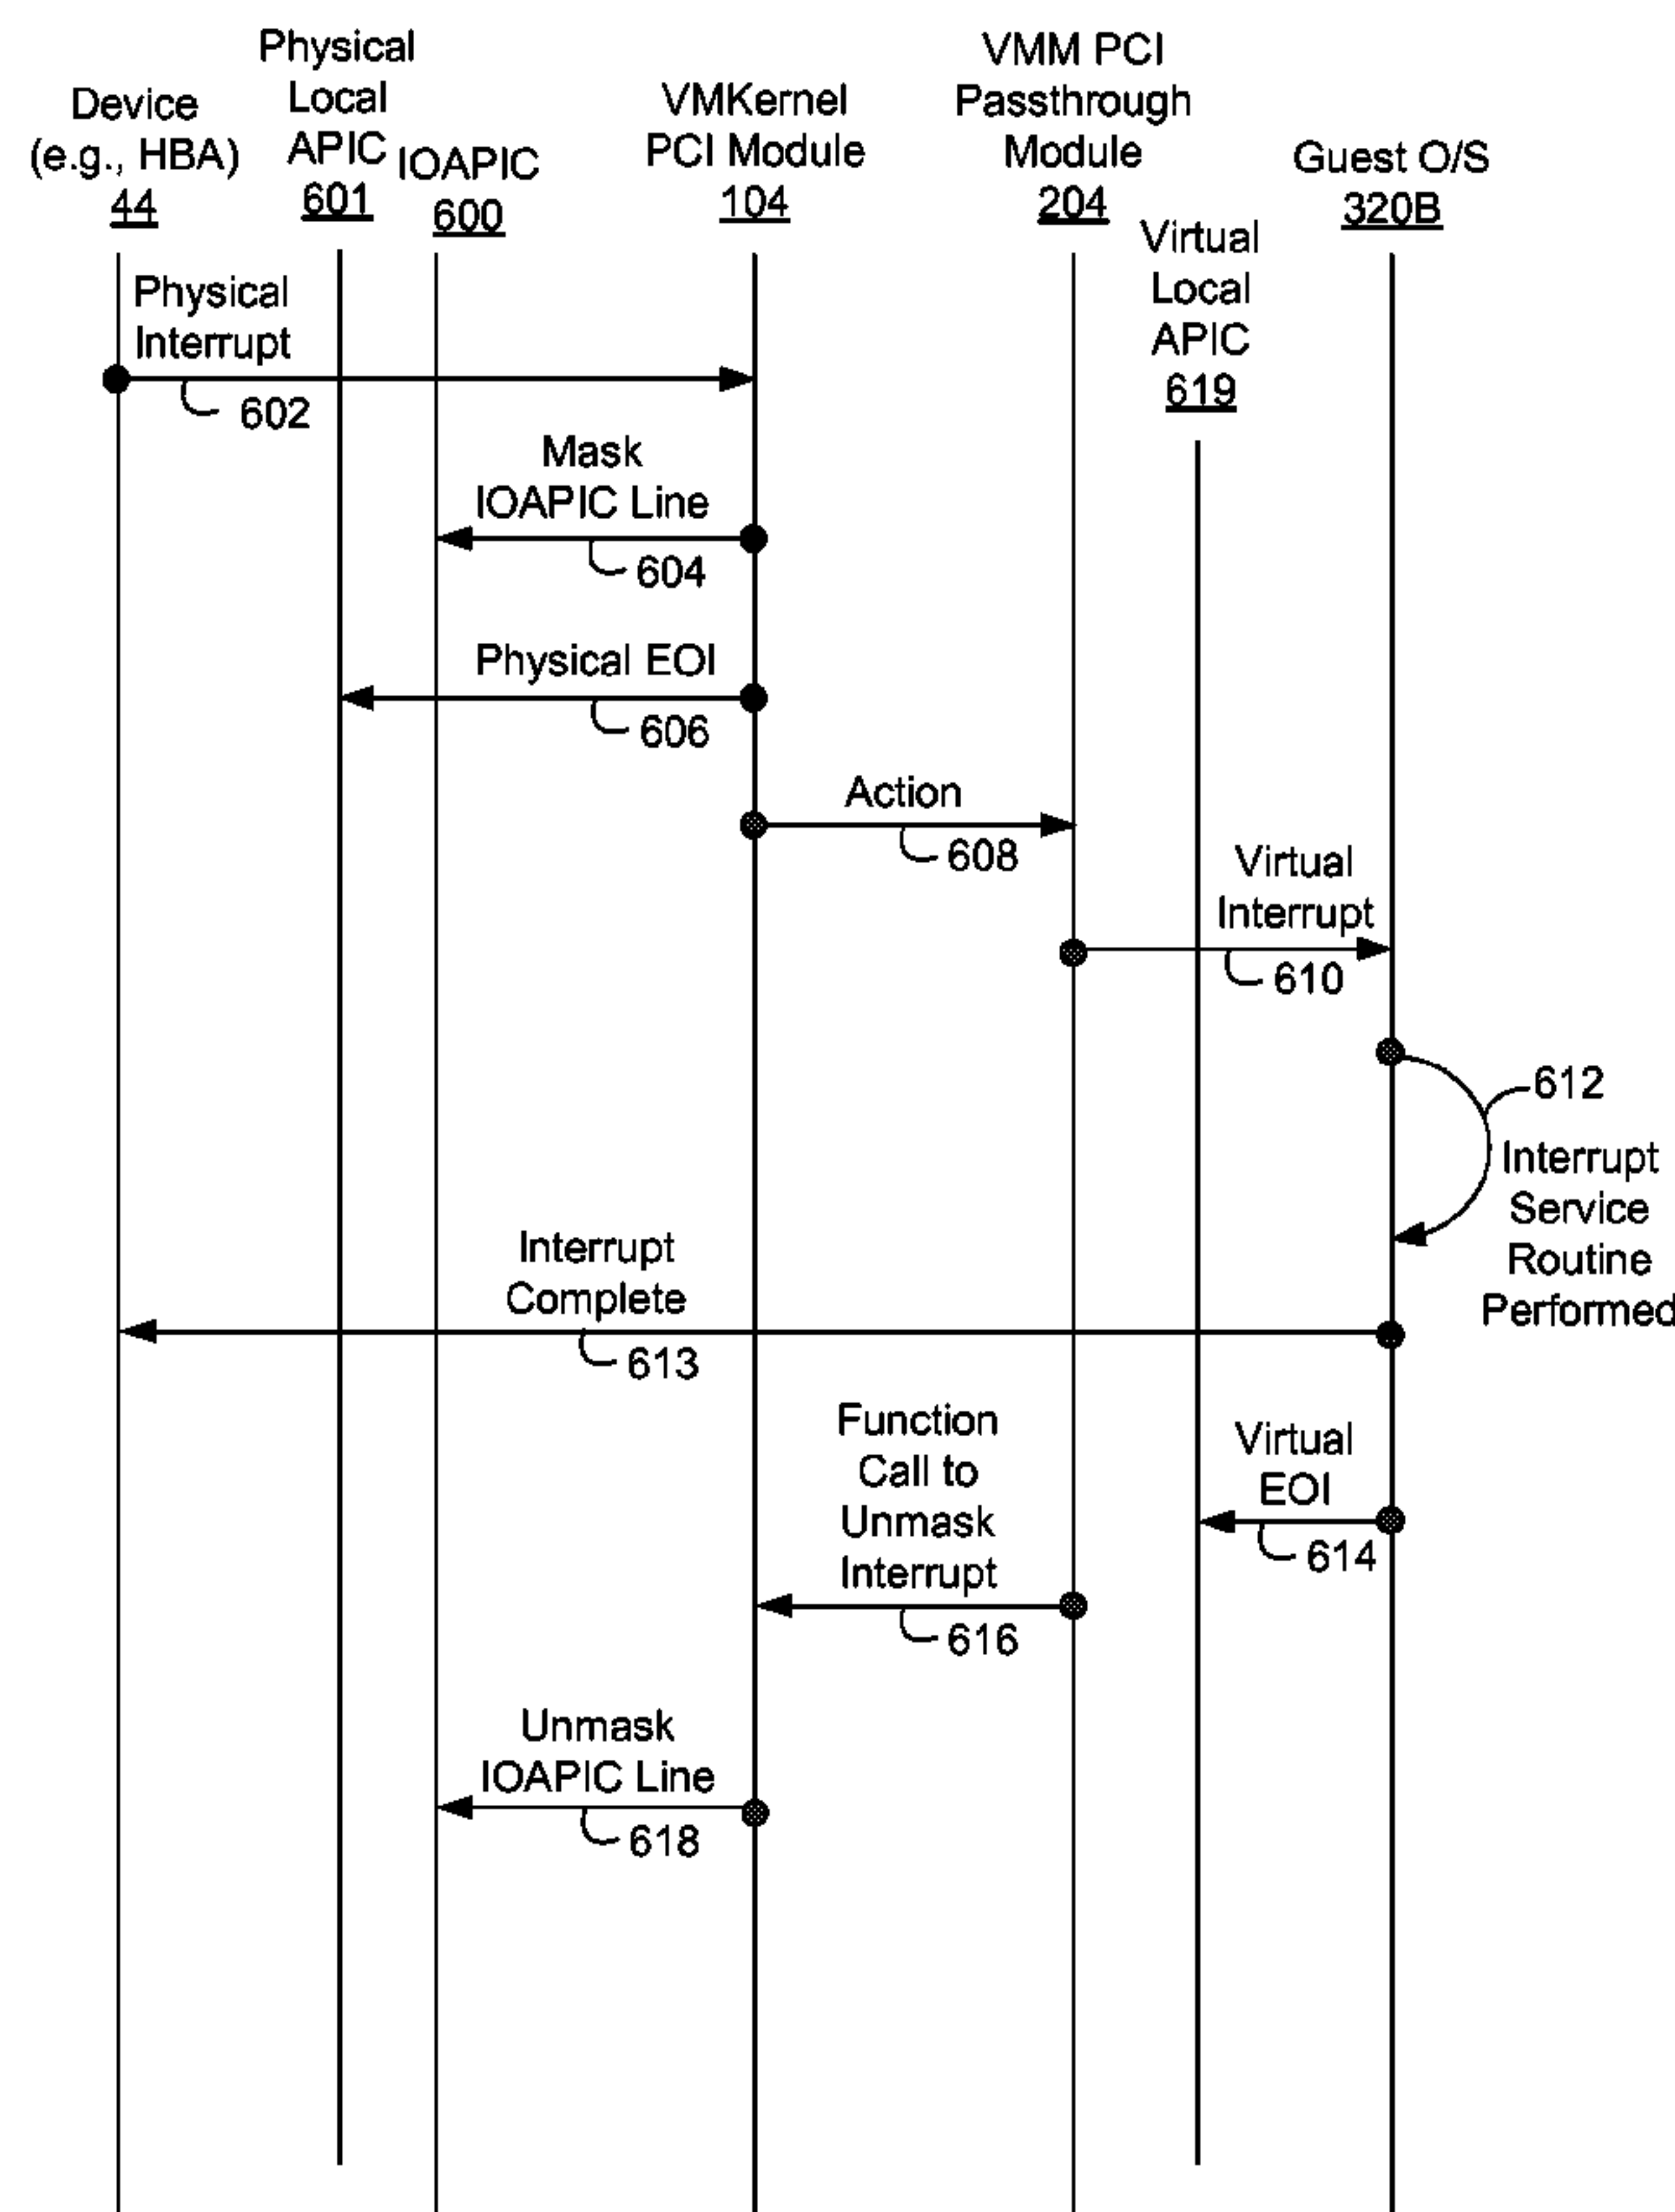 Device
(e.g., HBA)
44
Physical
Local
APIC
601
IOAPIC
600
VMKernel
PCI Module
104
VMM PCI
Passthrough
Module
204
Virtual
Local
APIC
619
Guest O/S
320B
Physical
Interrupt
602
Mask
IOAPIC Line
604
Physical EOI
606
Action
608
Virtual
Interrupt
610
612
Interrupt
Service
Routine
Performed
Interrupt
Complete
613
Virtual
EOI
614
Function
Call to
Unmask
Interrupt
616
Unmask
IOAPIC Line
618